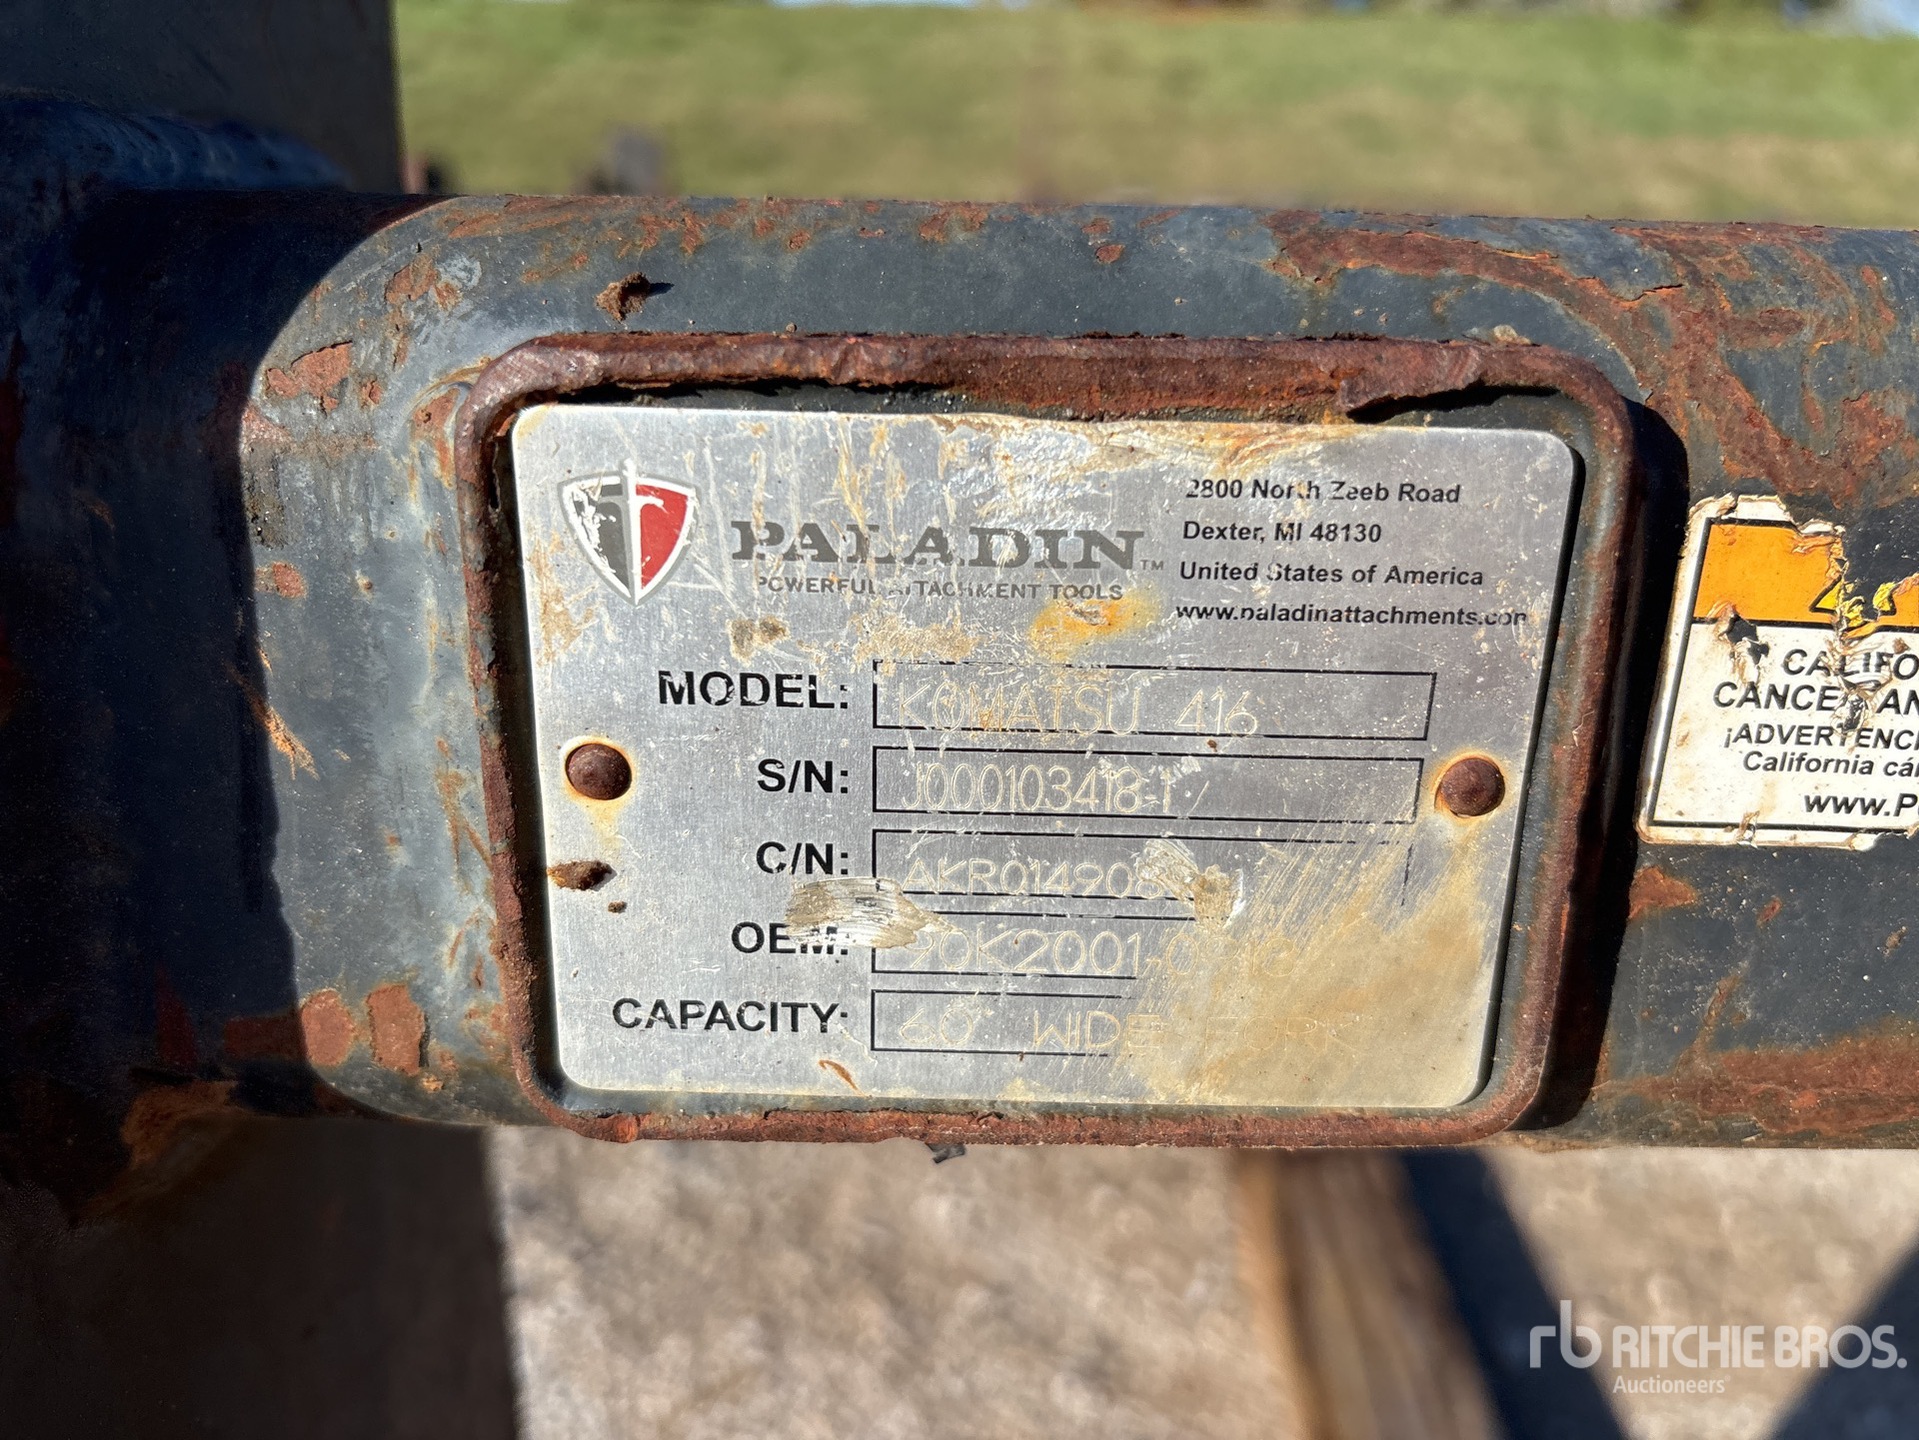 PALADIN™
POWERFUL ATTACHMENT TOOLS
2800 North Zeeb Road
Dexter, MI 48130
United States of America
www.paladinattachments.com
MODEL: KOMATSU 416
S/N: J000103418-1
C/N: AKR014908
OEM: 90K2001-0
CAPACITY: 60" WIDE FORK
CALIFO
CANCE AN
¡ADVERTENCI
California cá
www.P
rb RITCHIE BROS.
Auctioneers